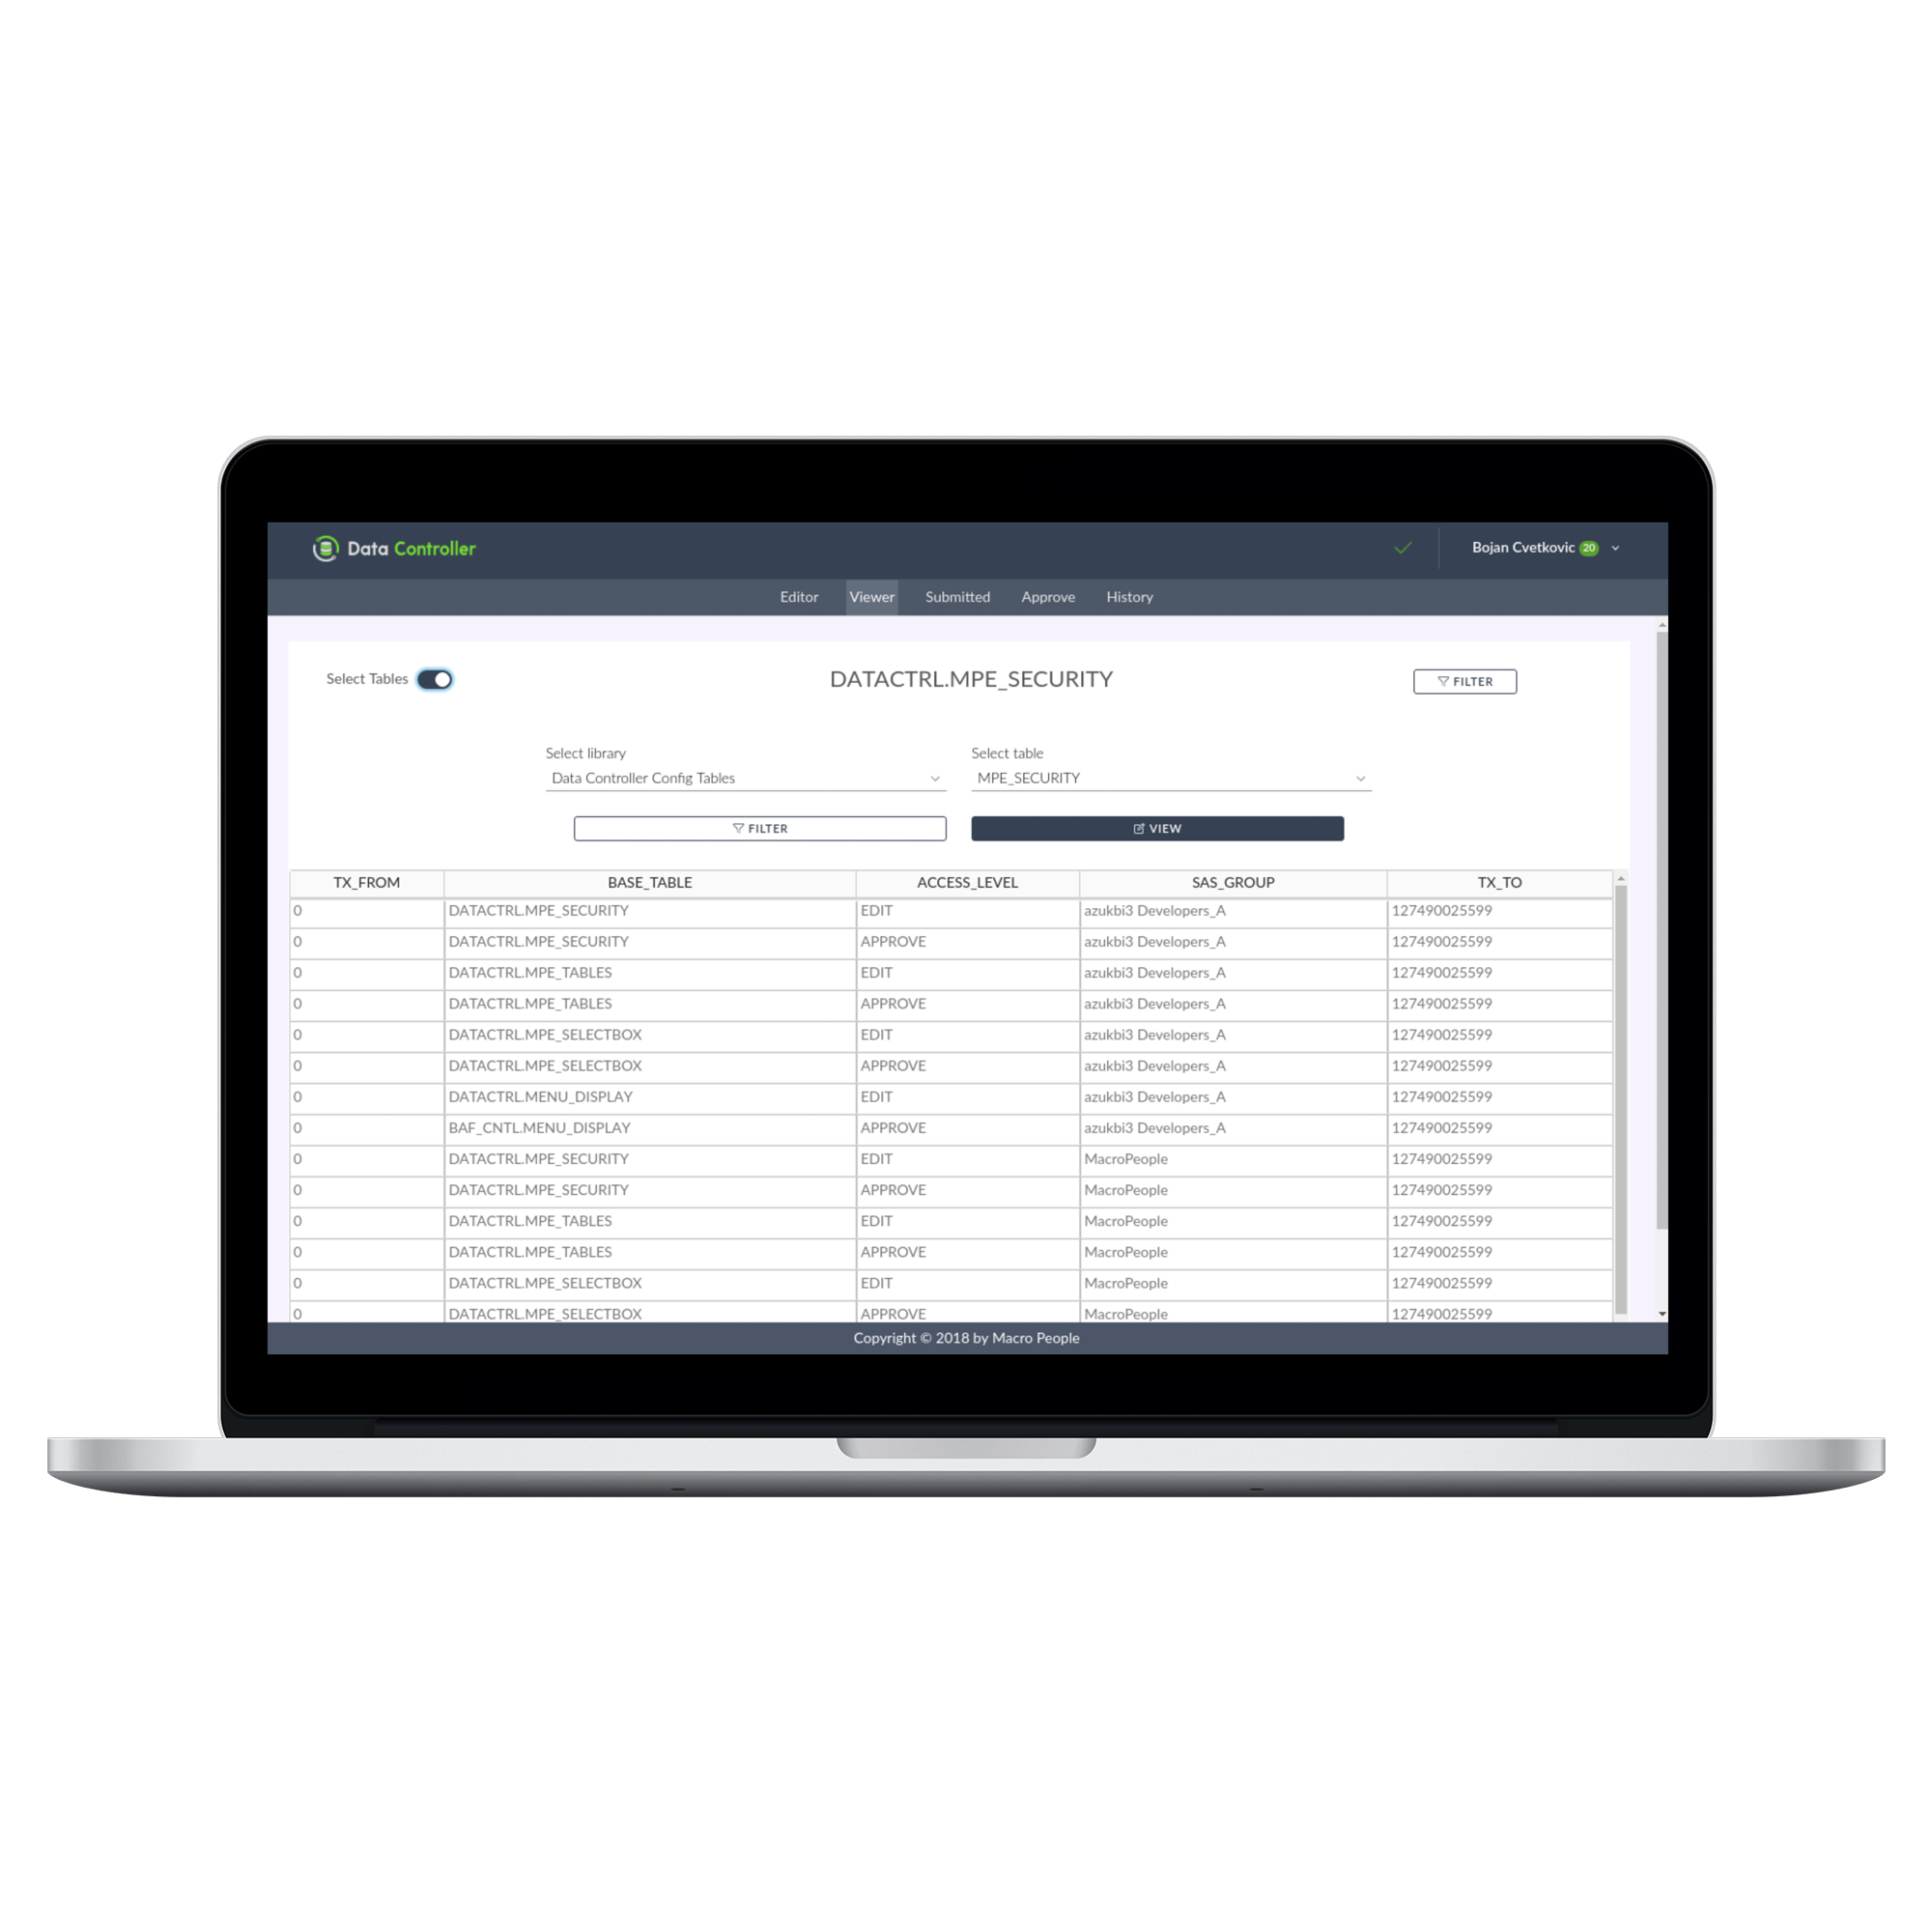 Data Controller
Bojan Cvetkovic 20
Editor Viewer Submitted Approve History
Select Tables
DATACTRL.MPE_SECURITY
FILTER
Select library Select table
Data Controller Config Tables MPE_SECURITY
FILTER VIEW
TX_FROM BASE_TABLE ACCESS_LEVEL SAS_GROUP TX_TO
0 DATACTRL.MPE_SECURITY EDIT azukbi3 Developers_A 127490025599
0 DATACTRL.MPE_SECURITY APPROVE azukbi3 Developers_A 127490025599
0 DATACTRL.MPE_TABLES EDIT azukbi3 Developers_A 127490025599
0 DATACTRL.MPE_TABLES APPROVE azukbi3 Developers_A 127490025599
0 DATACTRL.MPE_SELECTBOX EDIT azukbi3 Developers_A 127490025599
0 DATACTRL.MPE_SELECTBOX APPROVE azukbi3 Developers_A 127490025599
0 DATACTRL.MENU_DISPLAY EDIT azukbi3 Developers_A 127490025599
0 BAF_CNTL.MENU_DISPLAY APPROVE azukbi3 Developers_A 127490025599
0 DATACTRL.MPE_SECURITY EDIT MacroPeople 127490025599
0 DATACTRL.MPE_SECURITY APPROVE MacroPeople 127490025599
0 DATACTRL.MPE_TABLES EDIT MacroPeople 127490025599
0 DATACTRL.MPE_TABLES APPROVE MacroPeople 127490025599
0 DATACTRL.MPE_SELECTBOX EDIT MacroPeople 127490025599
0 DATACTRL.MPE_SELECTBOX APPROVE MacroPeople 127490025599
Copyright © 2018 by Macro People